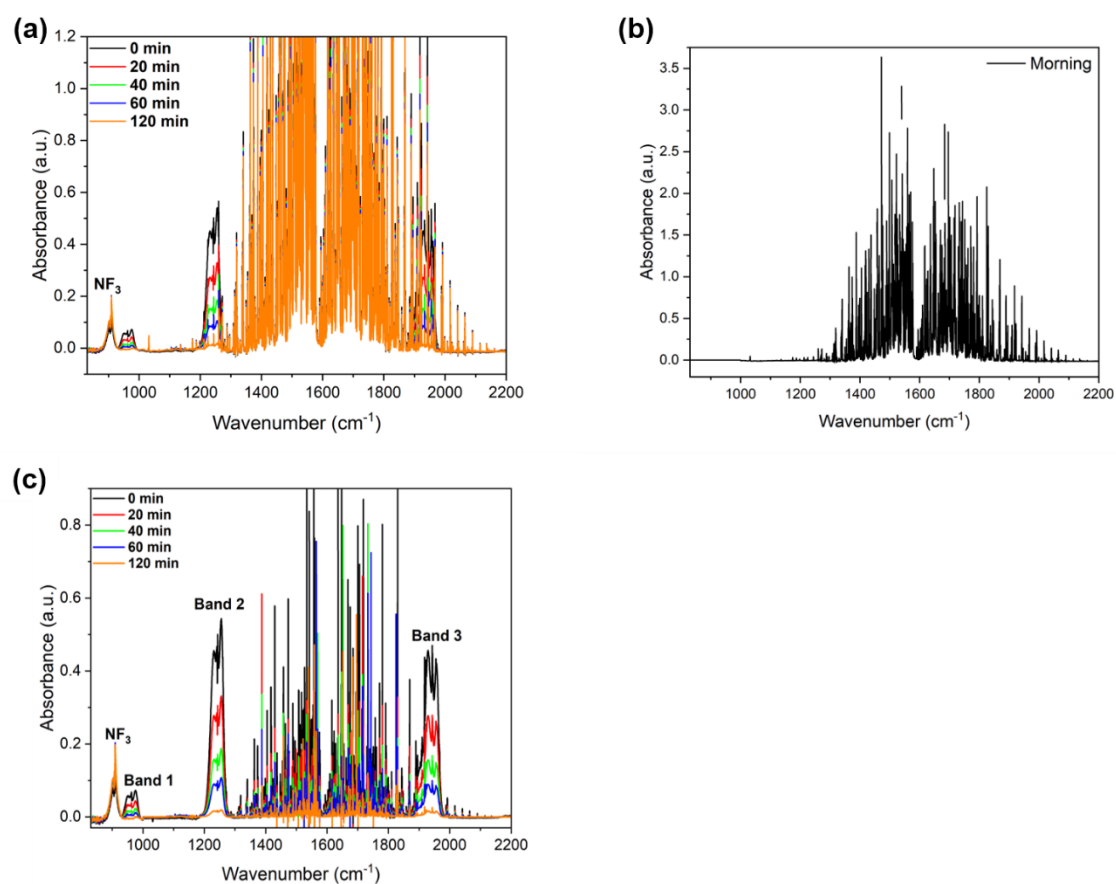 (a)
1.2
1.0
0.8
0.6
0.4
0.2
0.0
-0.2
Absorbance (a.u.)
0 min
20 min
40 min
60 min
120 min
NF3
1000 1200 1400 1600 1800 2000 2200
Wavenumber (cm-1)
(b)
3.5
3.0
2.5
2.0
1.5
1.0
0.5
0.0
Absorbance (a.u.)
Morning
1000 1200 1400 1600 1800 2000 2200
Wavenumber (cm-1)
(c)
0.8
0.6
0.4
0.2
0.0
Absorbance (a.u.)
0 min
20 min
40 min
60 min
120 min
NF3
Band 1
Band 2
Band 3
1000 1200 1400 1600 1800 2000 2200
Wavenumber (cm-1)